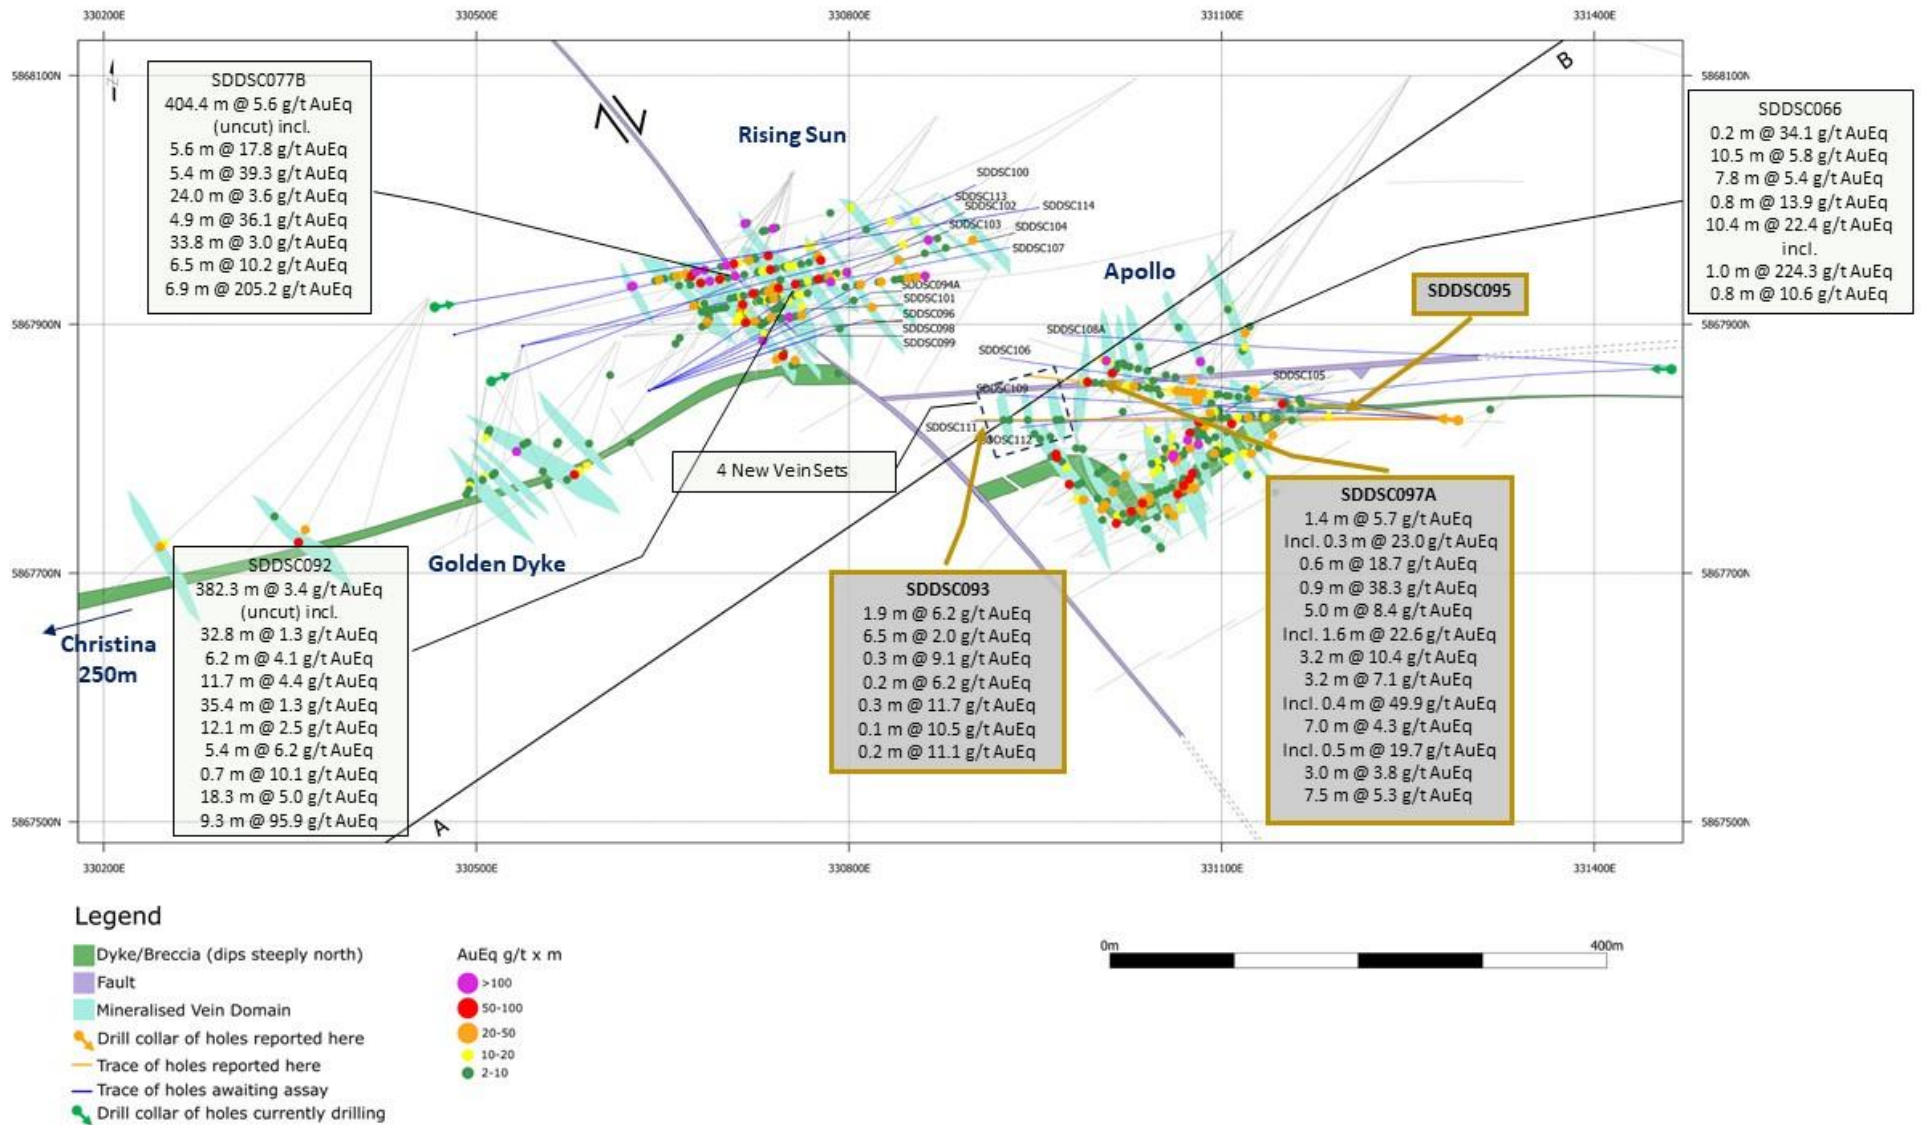 330200E
330500E
330800E
331100E
331400E
5868100N
5868100N
SDDSC077B
404.4 m @ 5.6 g/t AuEq
(uncut) incl.
5.6 m @ 17.8 g/t AuEq
5.4 m @ 39.3 g/t AuEq
24.0 m @ 3.6 g/t AuEq
4.9 m @ 36.1 g/t AuEq
33.8 m @ 3.0 g/t AuEq
6.5 m @ 10.2 g/t AuEq
6.9 m @ 205.2 g/t AuEq
B
SDDSC066
0.2 m @ 34.1 g/t AuEq
10.5 m @ 5.8 g/t AuEq
7.8 m @ 5.4 g/t AuEq
0.8 m @ 13.9 g/t AuEq
10.4 m @ 22.4 g/t AuEq
incl.
1.0 m @ 224.3 g/t AuEq
0.8 m @ 10.6 g/t AuEq
Rising Sun
SDDSC100
SDDSC113
SDDSC102
SDDSC114
SDDSC103
SDDSC104
SDDSC107
Apollo
SDDSC094A
SDDSC101
SDDSC096
SDDSC098
SDDSC099
SDDSC095
5867900N
5867900N
SDDSC108A
SDDSC106
SDDSC109
SDDSC105
SDDSC111
SDDSC112
4 New Vein Sets
Golden Dyke
5867700N
5867700N
Christina
250m
SDDSC092
382.3 m @ 3.4 g/t AuEq
(uncut) incl.
32.8 m @ 1.3 g/t AuEq
6.2 m @ 4.1 g/t AuEq
11.7 m @ 4.4 g/t AuEq
35.4 m @ 1.3 g/t AuEq
12.1 m @ 2.5 g/t AuEq
5.4 m @ 6.2 g/t AuEq
0.7 m @ 10.1 g/t AuEq
18.3 m @ 5.0 g/t AuEq
9.3 m @ 95.9 g/t AuEq
A
SDDSC093
1.9 m @ 6.2 g/t AuEq
6.5 m @ 2.0 g/t AuEq
0.3 m @ 9.1 g/t AuEq
0.2 m @ 6.2 g/t AuEq
0.3 m @ 11.7 g/t AuEq
0.1 m @ 10.5 g/t AuEq
0.2 m @ 11.1 g/t AuEq
SDDSC097A
1.4 m @ 5.7 g/t AuEq
Incl. 0.3 m @ 23.0 g/t AuEq
0.6 m @ 18.7 g/t AuEq
0.9 m @ 38.3 g/t AuEq
5.0 m @ 8.4 g/t AuEq
Incl. 1.6 m @ 22.6 g/t AuEq
3.2 m @ 10.4 g/t AuEq
3.2 m @ 7.1 g/t AuEq
Incl. 0.4 m @ 49.9 g/t AuEq
7.0 m @ 4.3 g/t AuEq
Incl. 0.5 m @ 19.7 g/t AuEq
3.0 m @ 3.8 g/t AuEq
7.5 m @ 5.3 g/t AuEq
5867500N
5867500N
330200E
330500E
330800E
331100E
331400E
Legend
Dyke/Breccia (dips steeply north)
Fault
Mineralised Vein Domain
Drill collar of holes reported here
Trace of holes reported here
Trace of holes awaiting assay
Drill collar of holes currently drilling
AuEq g/t x m
>100
50-100
20-50
10-20
2-10
0m
400m